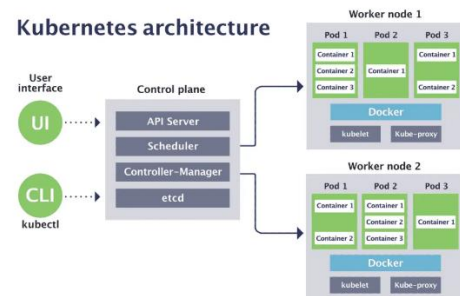 Kubernetes architecture
User
interface
UI
CLI
kubectl
Control plane
API Server
Scheduler
Controller-Manager
etcd
Worker node 1
Pod 1
Container 1
Container 2
Container 3
Pod 2
Container 1
Pod 3
Container 1
Container 2
Docker
kubelet
Kube-proxy
Worker node 2
Pod 1
Container 1
Container 2
Pod 2
Container 1
Container 2
Container 3
Pod 3
Container 1
Docker
kubelet
Kube-proxy